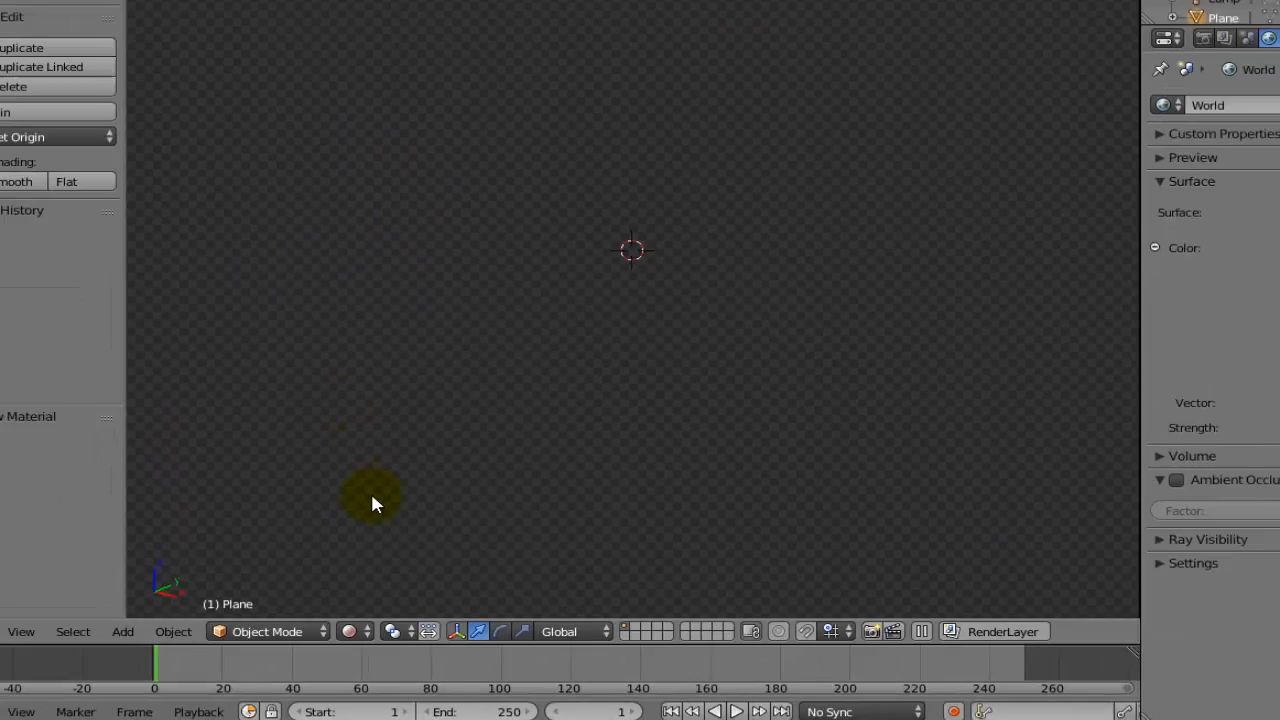 Edit
uplicate
uplicate Linked
elete
in
et Origin
hading:
mooth Flat
History
w Material
(1) Plane
View Select Add Object Object Mode Global RenderLayer
-40 -20 0 20 40 60 80 100 120 140 160 180 200 220 240 260
View Marker Frame Playback Start: 1 End: 250 1 No Sync
Plane
World
World
Custom Properties
Preview
Surface
Surface:
Color:
Vector:
Strength:
Volume
Ambient Occlu
Factor:
Ray Visibility
Settings